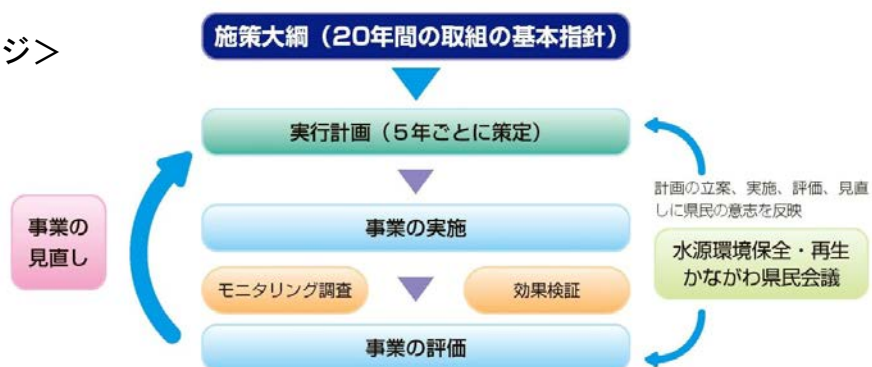 ジ>
施策大綱（20年間の取組の基本指針）
実行計画（5年ごとに策定）
計画の立案、実施、評価、見直
しに県民の意志を反映
事業の
見直し
事業の実施
水源環境保全・再生
かながわ県民会議
モニタリング調査
効果検証
事業の評価